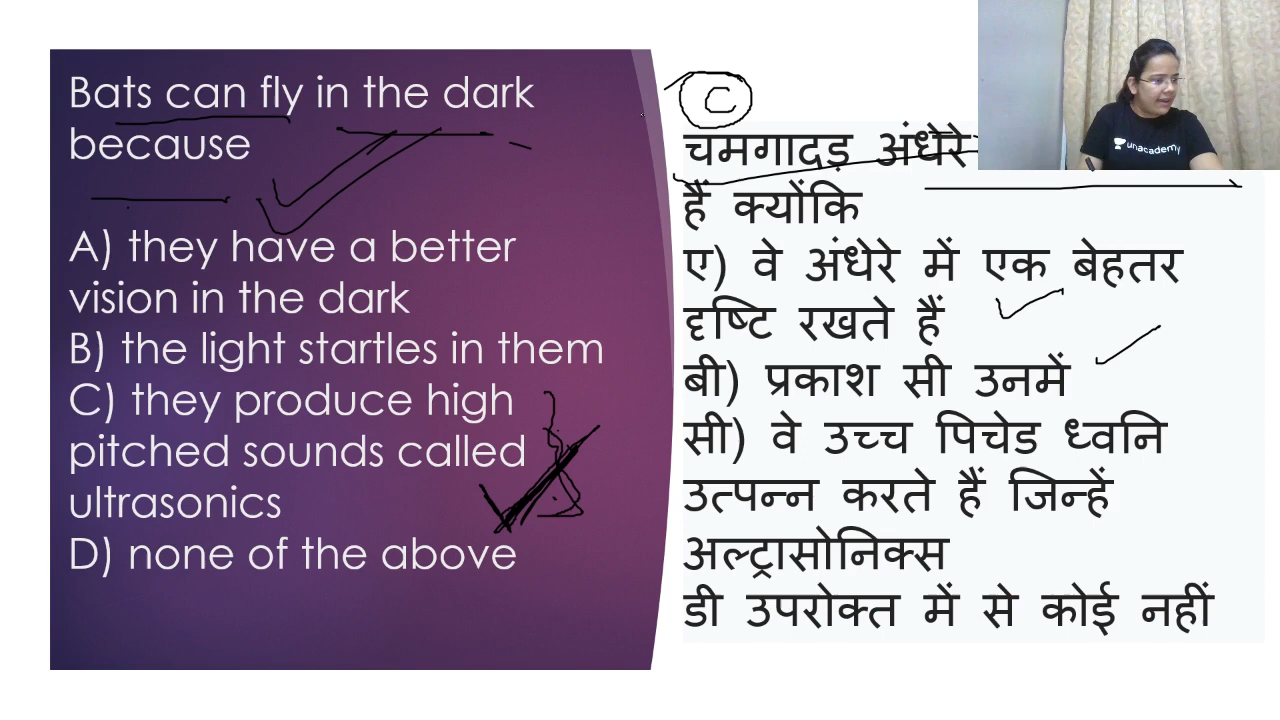 Bats can fly in the dark
because
A) they have a better
vision in the dark
B) the light startles in them
C) they produce high
pitched sounds called
ultrasonics
D) none of the above
C
चमगादड़ अंधेरे
हैं क्योंकि
ए) वे अंधेरे में एक बेहतर
दृष्टि रखते हैं
बी) प्रकाश सी उनमें
सी) वे उच्च पिचेड ध्वनि
उत्पन्न करते हैं जिन्हें
अल्ट्रासोनिक्स
डी उपरोक्त में से कोई नहीं
unacademy